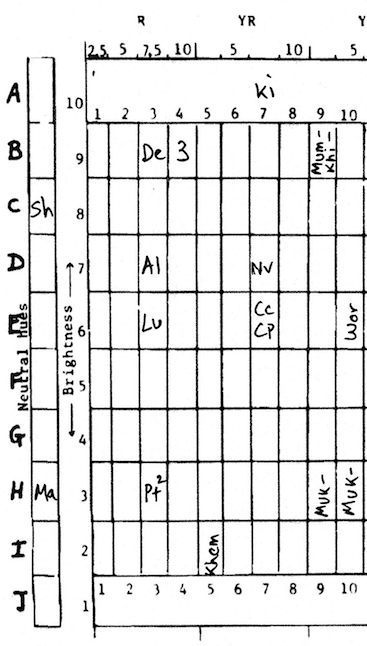 R YR Y
2.5 5 7.5 10 5 10 5
A 10 ki
1 2 3 4 5 6 7 8 9 10
B 9 De 3 Mum- Khi-
C Sh 8
D 7 Al NV
E 6 Lu Cc CP Wor
F 5
G 4
H Ma 3 Pt2 Muk- Muk-
I 2 Khem
J 1 1 2 3 4 5 6 7 8 9 10
Neutral Hues
Brightness